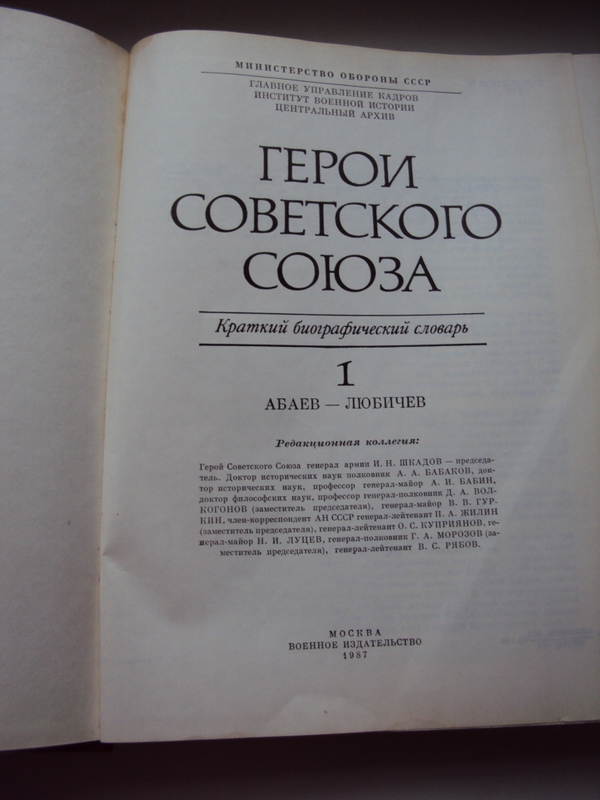 МИНИСТЕРСТВО ОБОРОНЫ СССР
ГЛАВНОЕ УПРАВЛЕНИЕ КАДРОВ
ИНСТИТУТ ВОЕННОЙ ИСТОРИИ
ЦЕНТРАЛЬНЫЙ АРХИВ
ГЕРОИ
СОВЕТСКОГО
СОЮЗА
Краткий биографический словарь
1
АБАЕВ — ЛЮБИЧЕВ
Редакционная коллегия:
Герой Советского Союза генерал армии И. Н. ШКАДОВ — председа-
тель. Доктор исторических наук полковник А. А. БАБАКОВ, док-
тор исторических наук, профессор генерал-майор А. И. БАБИН,
доктор философских наук, профессор генерал-полковник Д. А. ВОЛ-
КОГОНОВ (заместитель председателя), генерал-майор В. В. ГУР-
КИН, член-корреспондент АН СССР генерал-лейтенант П. А. ЖИЛИН
(заместитель председателя), генерал-лейтенант О. С. КУПРИЯНОВ, ге-
нерал-майор Н. И. ЛУЦЕВ, генерал-полковник Г. А. МОРОЗОВ (за-
меститель председателя), генерал-лейтенант В. С. РЯБОВ.
МОСКВА
ВОЕННОЕ ИЗДАТЕЛЬСТВО
1987